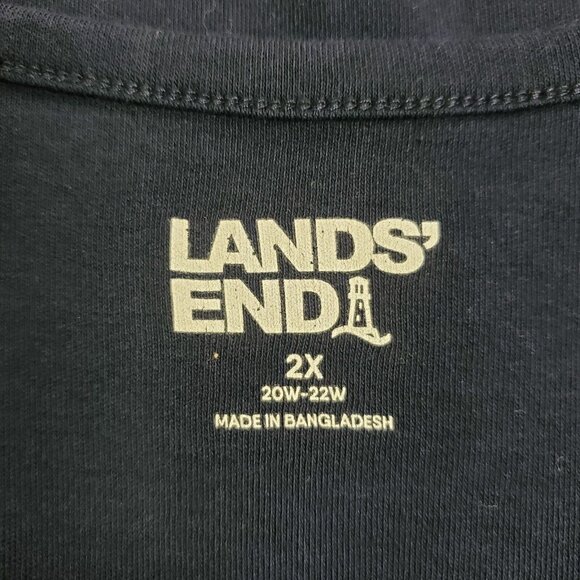 LANDS'
END
2X
20W-22W
MADE IN BANGLADESH